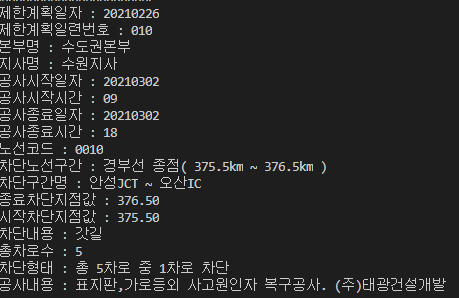 제한계획일자 : 20210226
제한계획일련번호 : 010
본부명 : 수도권본부
지사명 : 수원지사
공사시작일자 : 20210302
공사시작시간 : 09
공사종료일자 : 20210302
공사종료시간 : 18
노선코드 : 0010
차단노선구간 : 경부선 종점( 375.5km ~ 376.5km )
차단구간명 : 안성JCT ~ 오산IC
종료차단지점값 : 376.50
시작차단지점값 : 375.50
차단내용 : 갓길
총차로수 : 5
차단형태 : 총 5차로 중 1차로 차단
공사내용 : 표지판,가로등외 사고원인자 복구공사. (주)태관건설개발